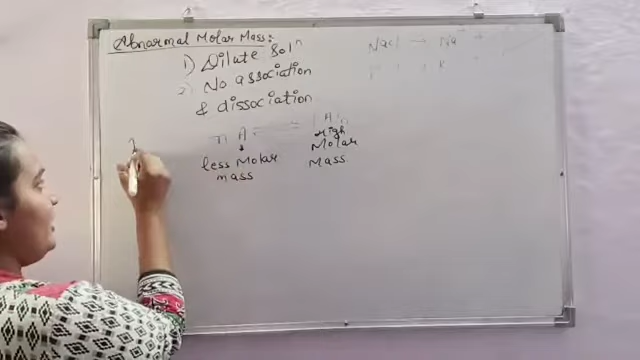 Abnormal Molar Mass:
1) Dilute Solⁿ
2) No association
& dissociation
NaCl → Na⁺ +
n A ⇌ (A)n
less Molar mass
High Molar Mass